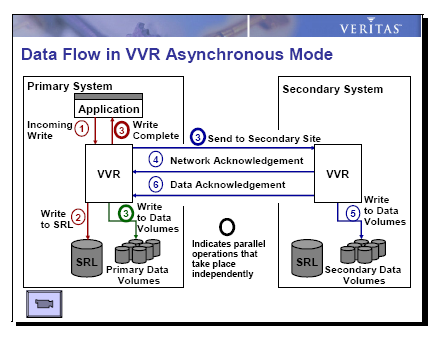 VERITAS
Data Flow in VVR Asynchronous Mode
Primary System
Secondary System
Application
Incoming
Write
1
3
Write
Complete
3
Send to Secondary Site
4
Network Acknowledgement
6
Data Acknowledgement
VVR
VVR
Write
to SRL
2
3
Write
to Data
Volumes
5
Write
to Data
Volumes
Indicates parallel
operations that
take place
independently
SRL
Primary Data
Volumes
SRL
Secondary Data
Volumes